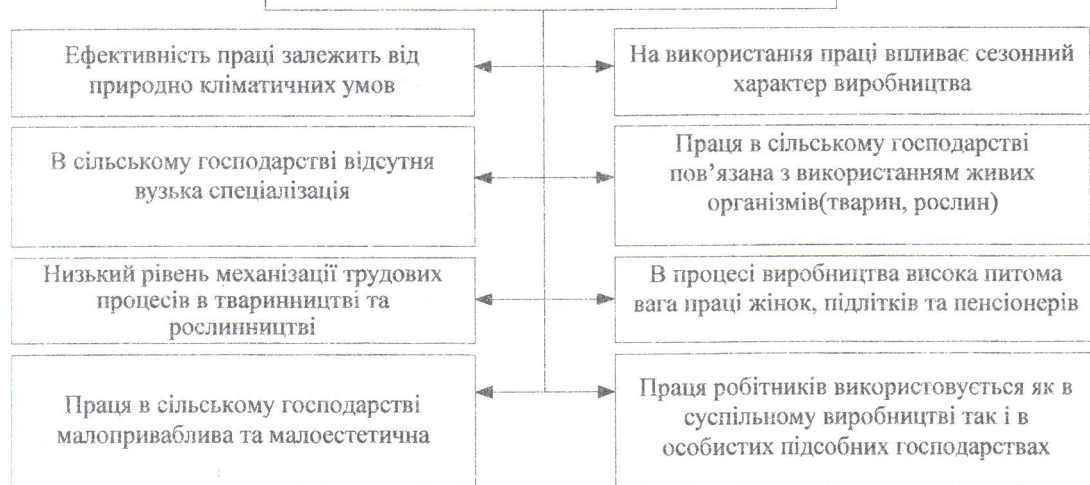 Ефективність праці залежить від
природно кліматичних умов
На використання праці впливає сезонний
характер виробництва
В сільському господарстві відсутня
вузька спеціалізація
Праця в сільському господарстві
пов’язана з використанням живих
організмів(тварин, рослин)
Низький рівень механізації трудових
процесів в тваринництві та
рослинництві
В процесі виробництва висока питома
вага праці жінок, підлітків та пенсіонерів
Праця в сільському господарстві
малоприваблива та малоестетична
Праця робітників використовується як в
суспільному виробництві так і в
особистих підсобних господарствах